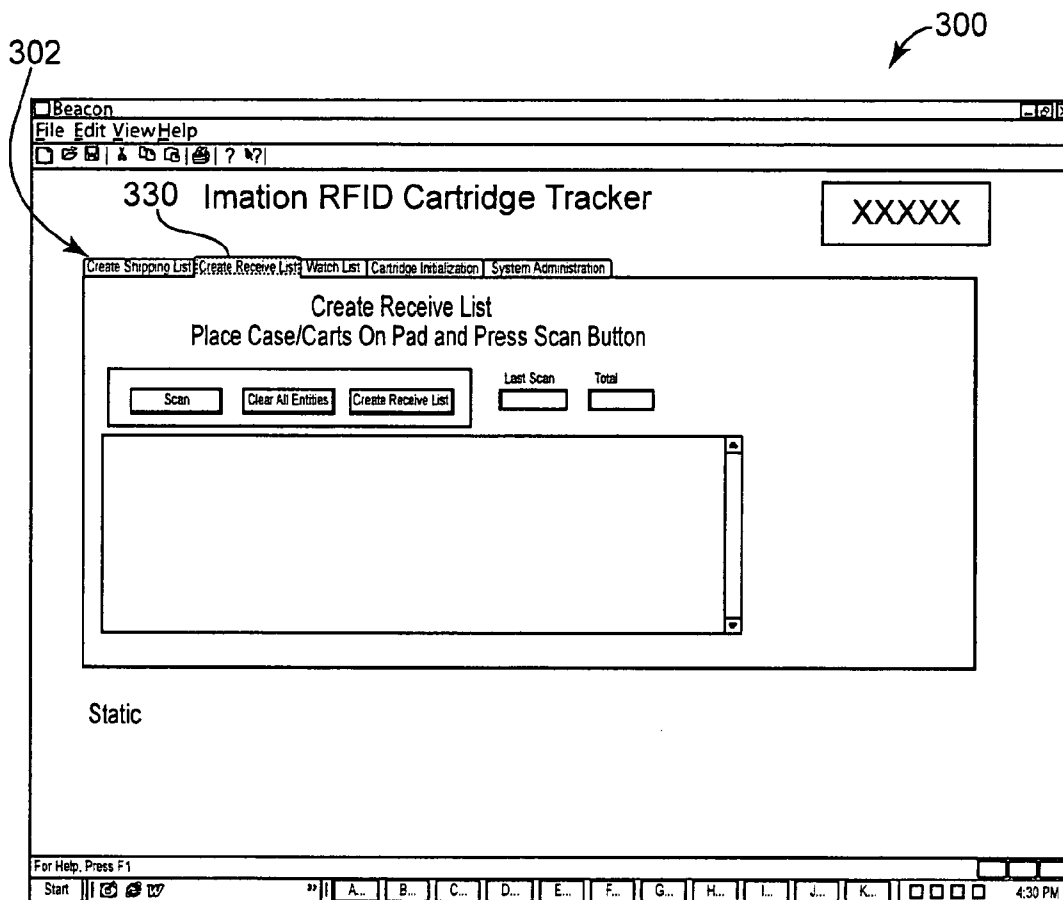 300
302
Beacon
File Edit View Help
330 Imation RFID Cartridge Tracker
XXXXX
Create Shipping List Create Receive List Watch List Cartridge Initialization System Administration
Create Receive List
Place Case/Carts On Pad and Press Scan Button
Last Scan Total
Scan Clear All Entities Create Receive List
Static
For Help, Press F1
Start A... B... C... D... E... F... G... H... I... J... K... 4:30 PM